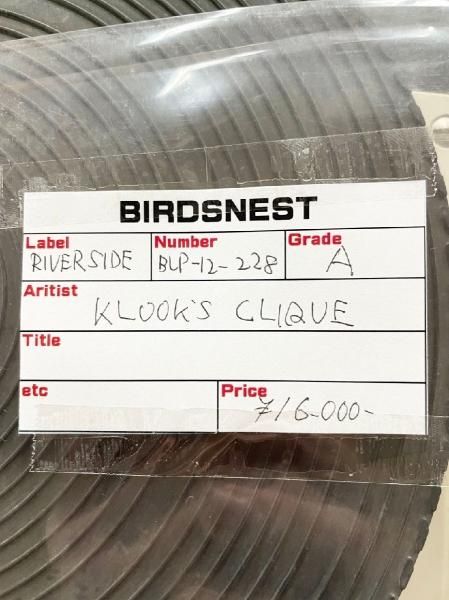 BIRDSNEST
Label Number Grade
RIVERSIDE BLP-12-228 A
Aritist
KLOOK'S CLIQUE
Title
etc Price
¥16-000-